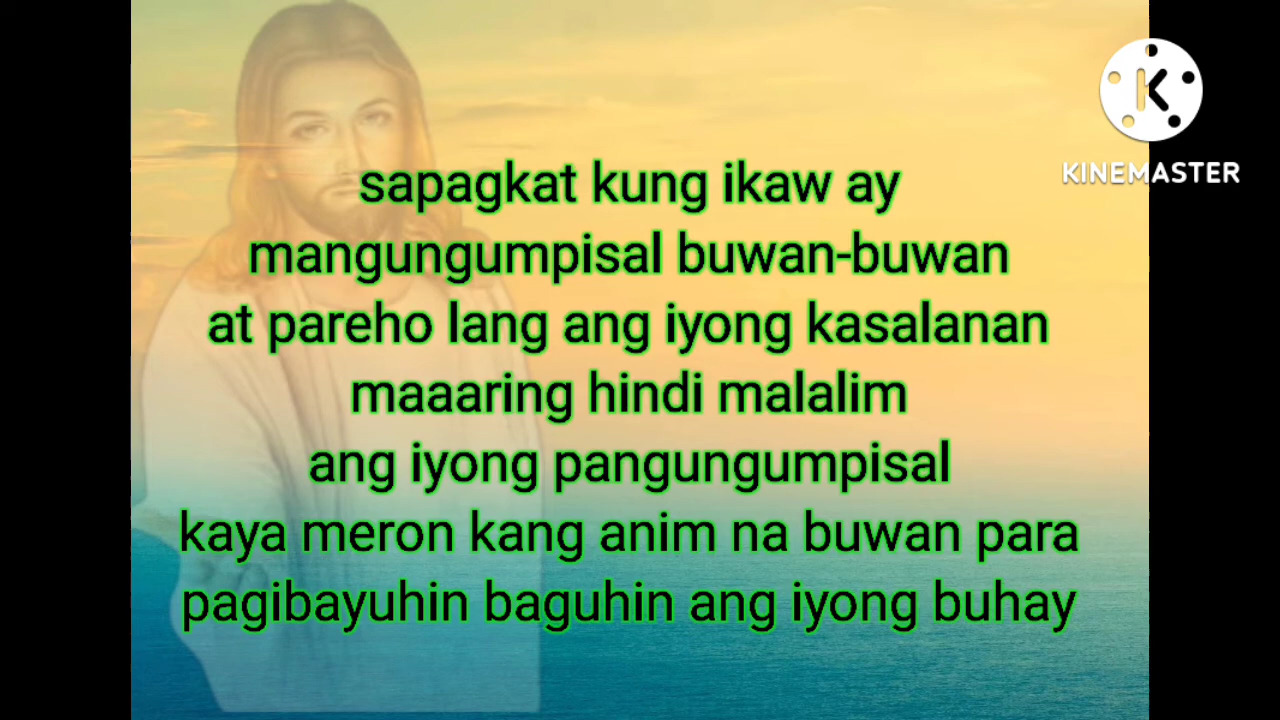 sapagkat kung ikaw ay
mangungumpisal buwan-buwan
at pareho lang ang iyong kasalanan
maaaring hindi malalim
ang iyong pangungumpisal
kaya meron kang anim na buwan para
pagibayuhin baguhin ang iyong buhay
K
KINEMASTER